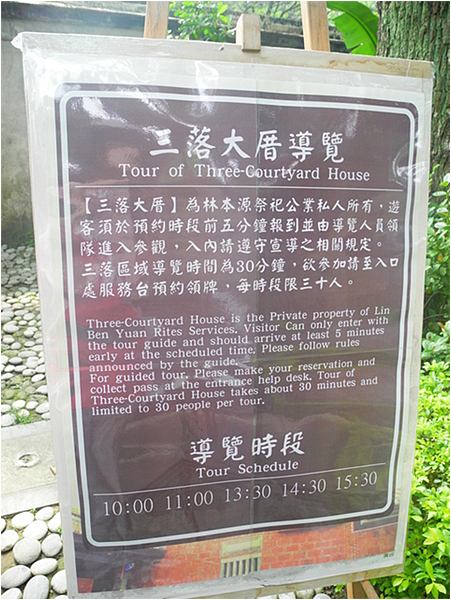 三落大厝導覽
Tour of Three-Courtyard House
【三落大厝】為林本源祭祀公業私人所有，遊
客須於預約時段前五分鐘報到並由導覽人員領
隊進入參觀，入內請遵守宣導之相關規定。
三落區域導覽時間為30分鐘，欲參加請至入口
處服務台預約領牌，每時段限三十人。
Three-Courtyard House is the Private property of Lin
Ben Yuan Rites Services. Visitor Can only enter with
the tour guide and should arrive at least 5 minutes
early at the scheduled time. Please follow rules
announced by the guide.
For guided tour, Please make your reservation and
collect pass at the entrance help desk. Tour of
Three-Courtyard House takes about 30 minutes and
limited to 30 people per tour.
導覽時段
Tour Schedule
10:00 11:00 13:30 14:30 15:30